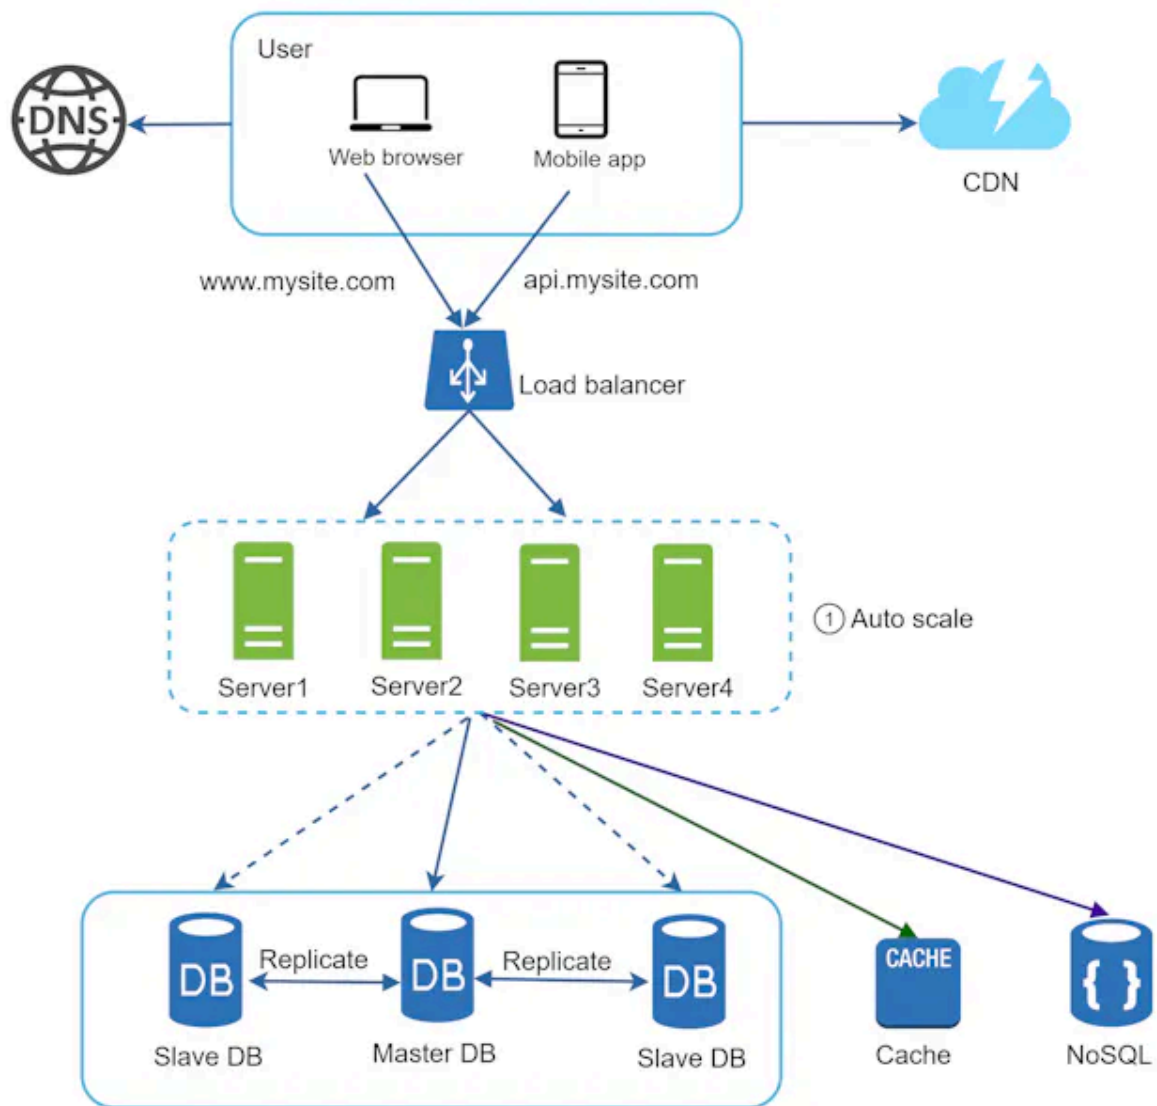 User
DNS
Web browser
Mobile app
CDN
www.mysite.com
api.mysite.com
Load balancer
1 Auto scale
Server1
Server2
Server3
Server4
Replicate
Replicate
DB
DB
DB
CACHE
{ }
Slave DB
Master DB
Slave DB
Cache
NoSQL